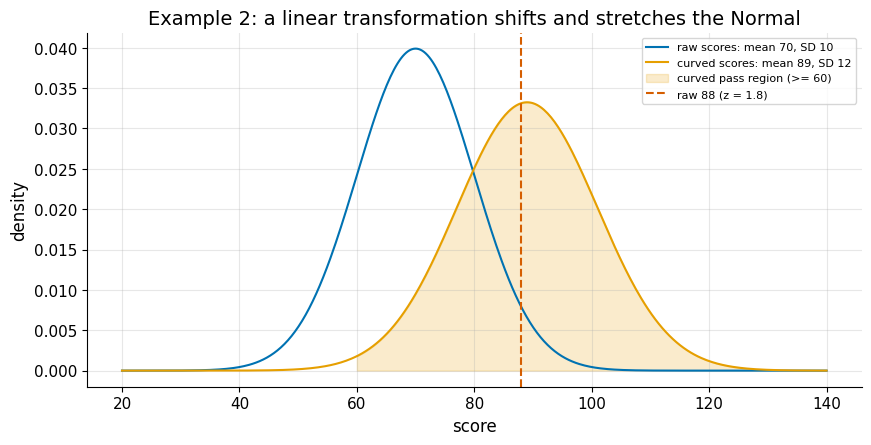 Example 2: a linear transformation shifts and stretches the Normal
raw scores: mean 70, SD 10
curved scores: mean 89, SD 12
curved pass region (>= 60)
raw 88 (z = 1.8)
density
0.040
0.035
0.030
0.025
0.020
0.015
0.010
0.005
0.000
20 40 60 80 100 120 140
score